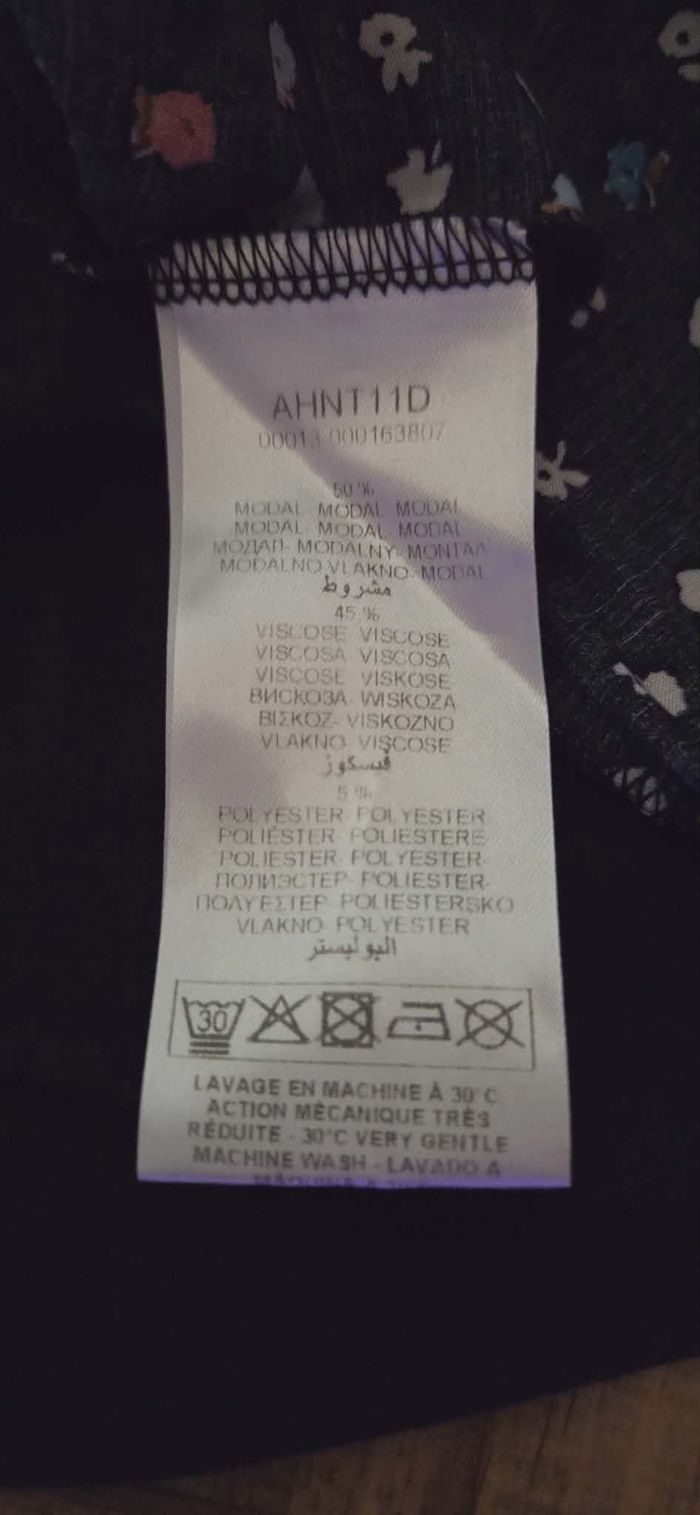 AHNT11D
00013 000163807
50 %
MODAL MODAL MODAL
MODAL MODAL MODAL
МОДАЛ- MODALNY- ΜΟΝΤΑΛ
MODALNO VLAKNO- MODAL
مشروط
45 %
VISCOSE VISCOSE
VISCOSA VISCOSA
VISCOSE VISKOSE
ВИСКОЗА WISKOZA
ΒΙΣΚΟΖ- VISKOZNO
VLAKNO VIŞCOSE
فيسكوز
5 %
POLYESTER POLYESTER
POLIÉSTER POLIESTERE
POLIESTER POLYESTER-
ПОЛИЭСТЕР- POLIESTER-
ΠΟΛΥΕΣΤΕΡ POLIESTERSKO
VLAKNO POLYESTER
اليوليستر
30
LAVAGE EN MACHINE À 30°C
ACTION MÉCANIQUE TRÈS
RÉDUITE - 30°C VERY GENTLE
MACHINE WASH - LAVADO A